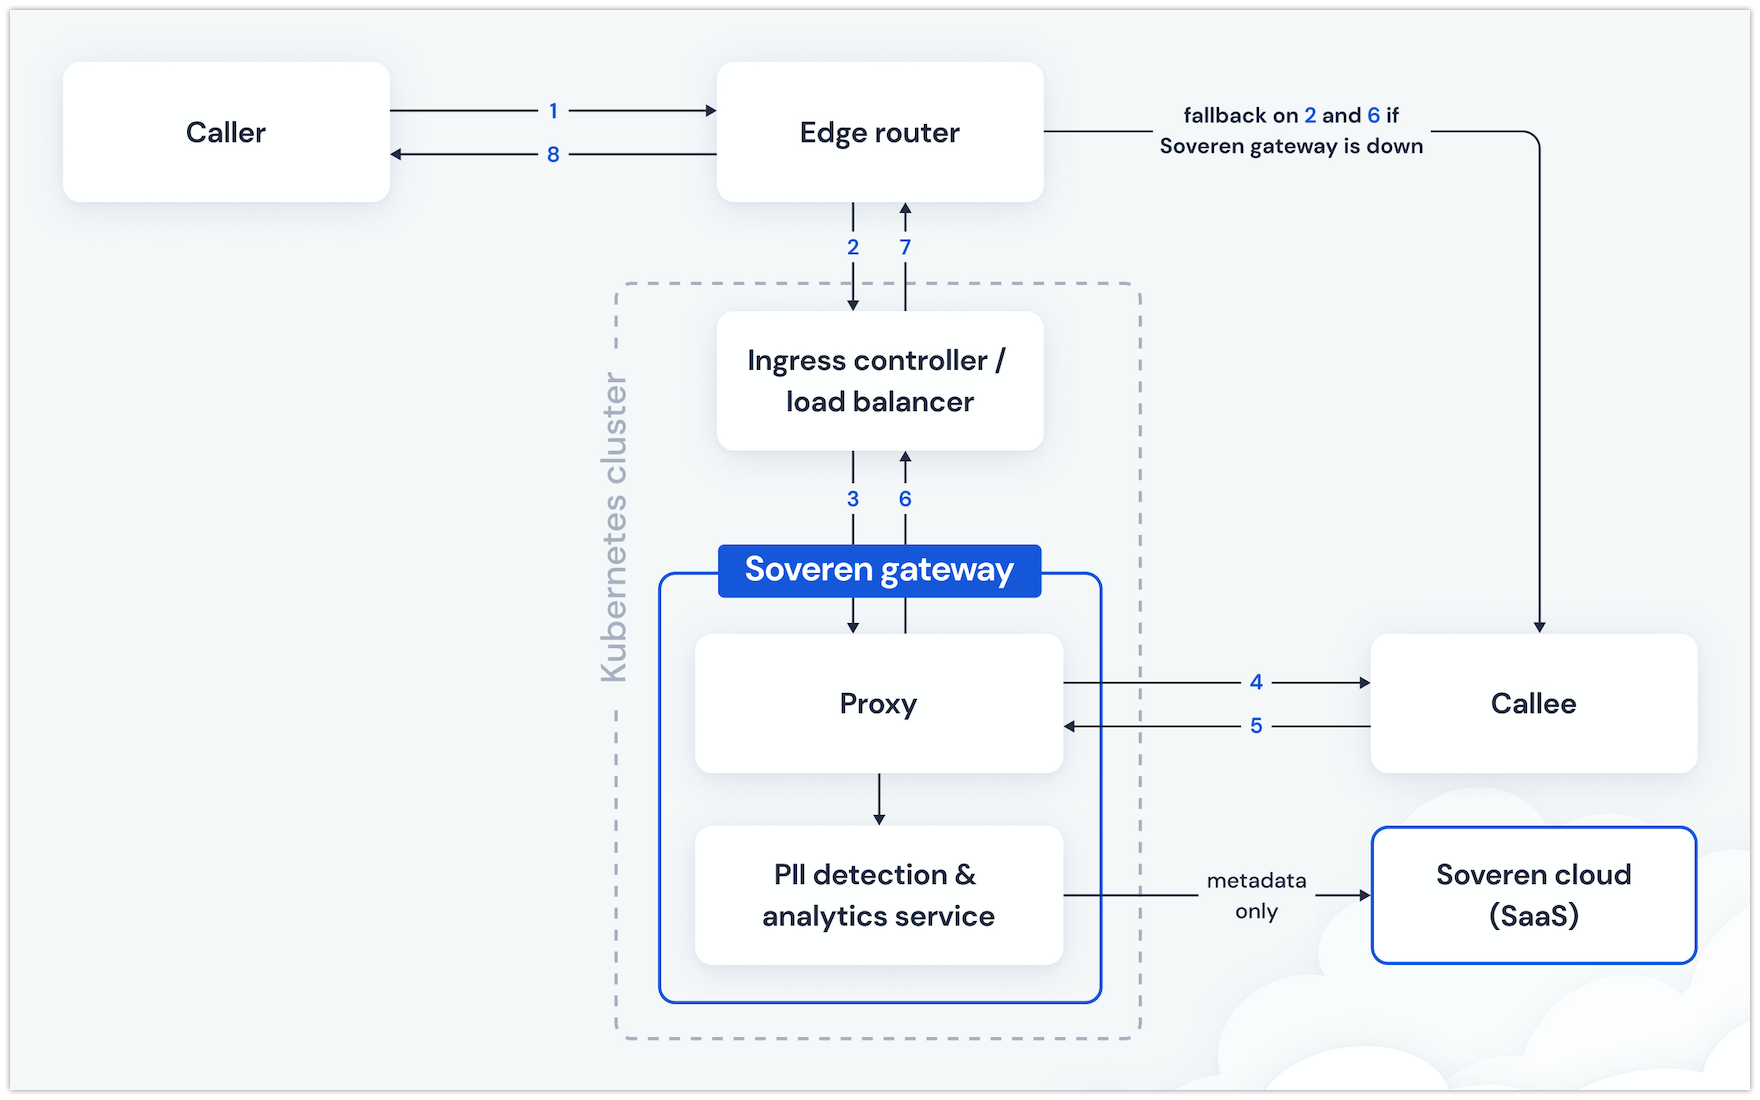 Caller
1
8
Edge router
fallback on 2 and 6 if
Soveren gateway is down
2
7
Kubernetes cluster
Ingress controller /
load balancer
3
6
Soveren gateway
Proxy
4
5
Callee
PII detection &
analytics service
metadata
only
Soveren cloud
(SaaS)